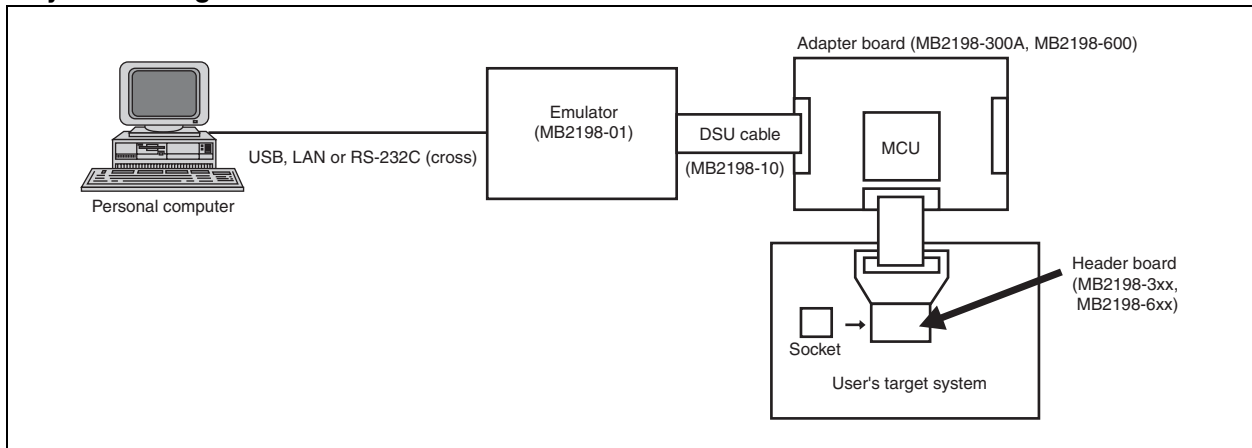 Adapter board (MB2198-300A, MB2198-600)
Emulator
(MB2198-01)
DSU cable
MCU
USB, LAN or RS-232C (cross)
(MB2198-10)
Personal computer
Header board
(MB2198-3xx,
MB2198-6xx)
Socket
User's target system